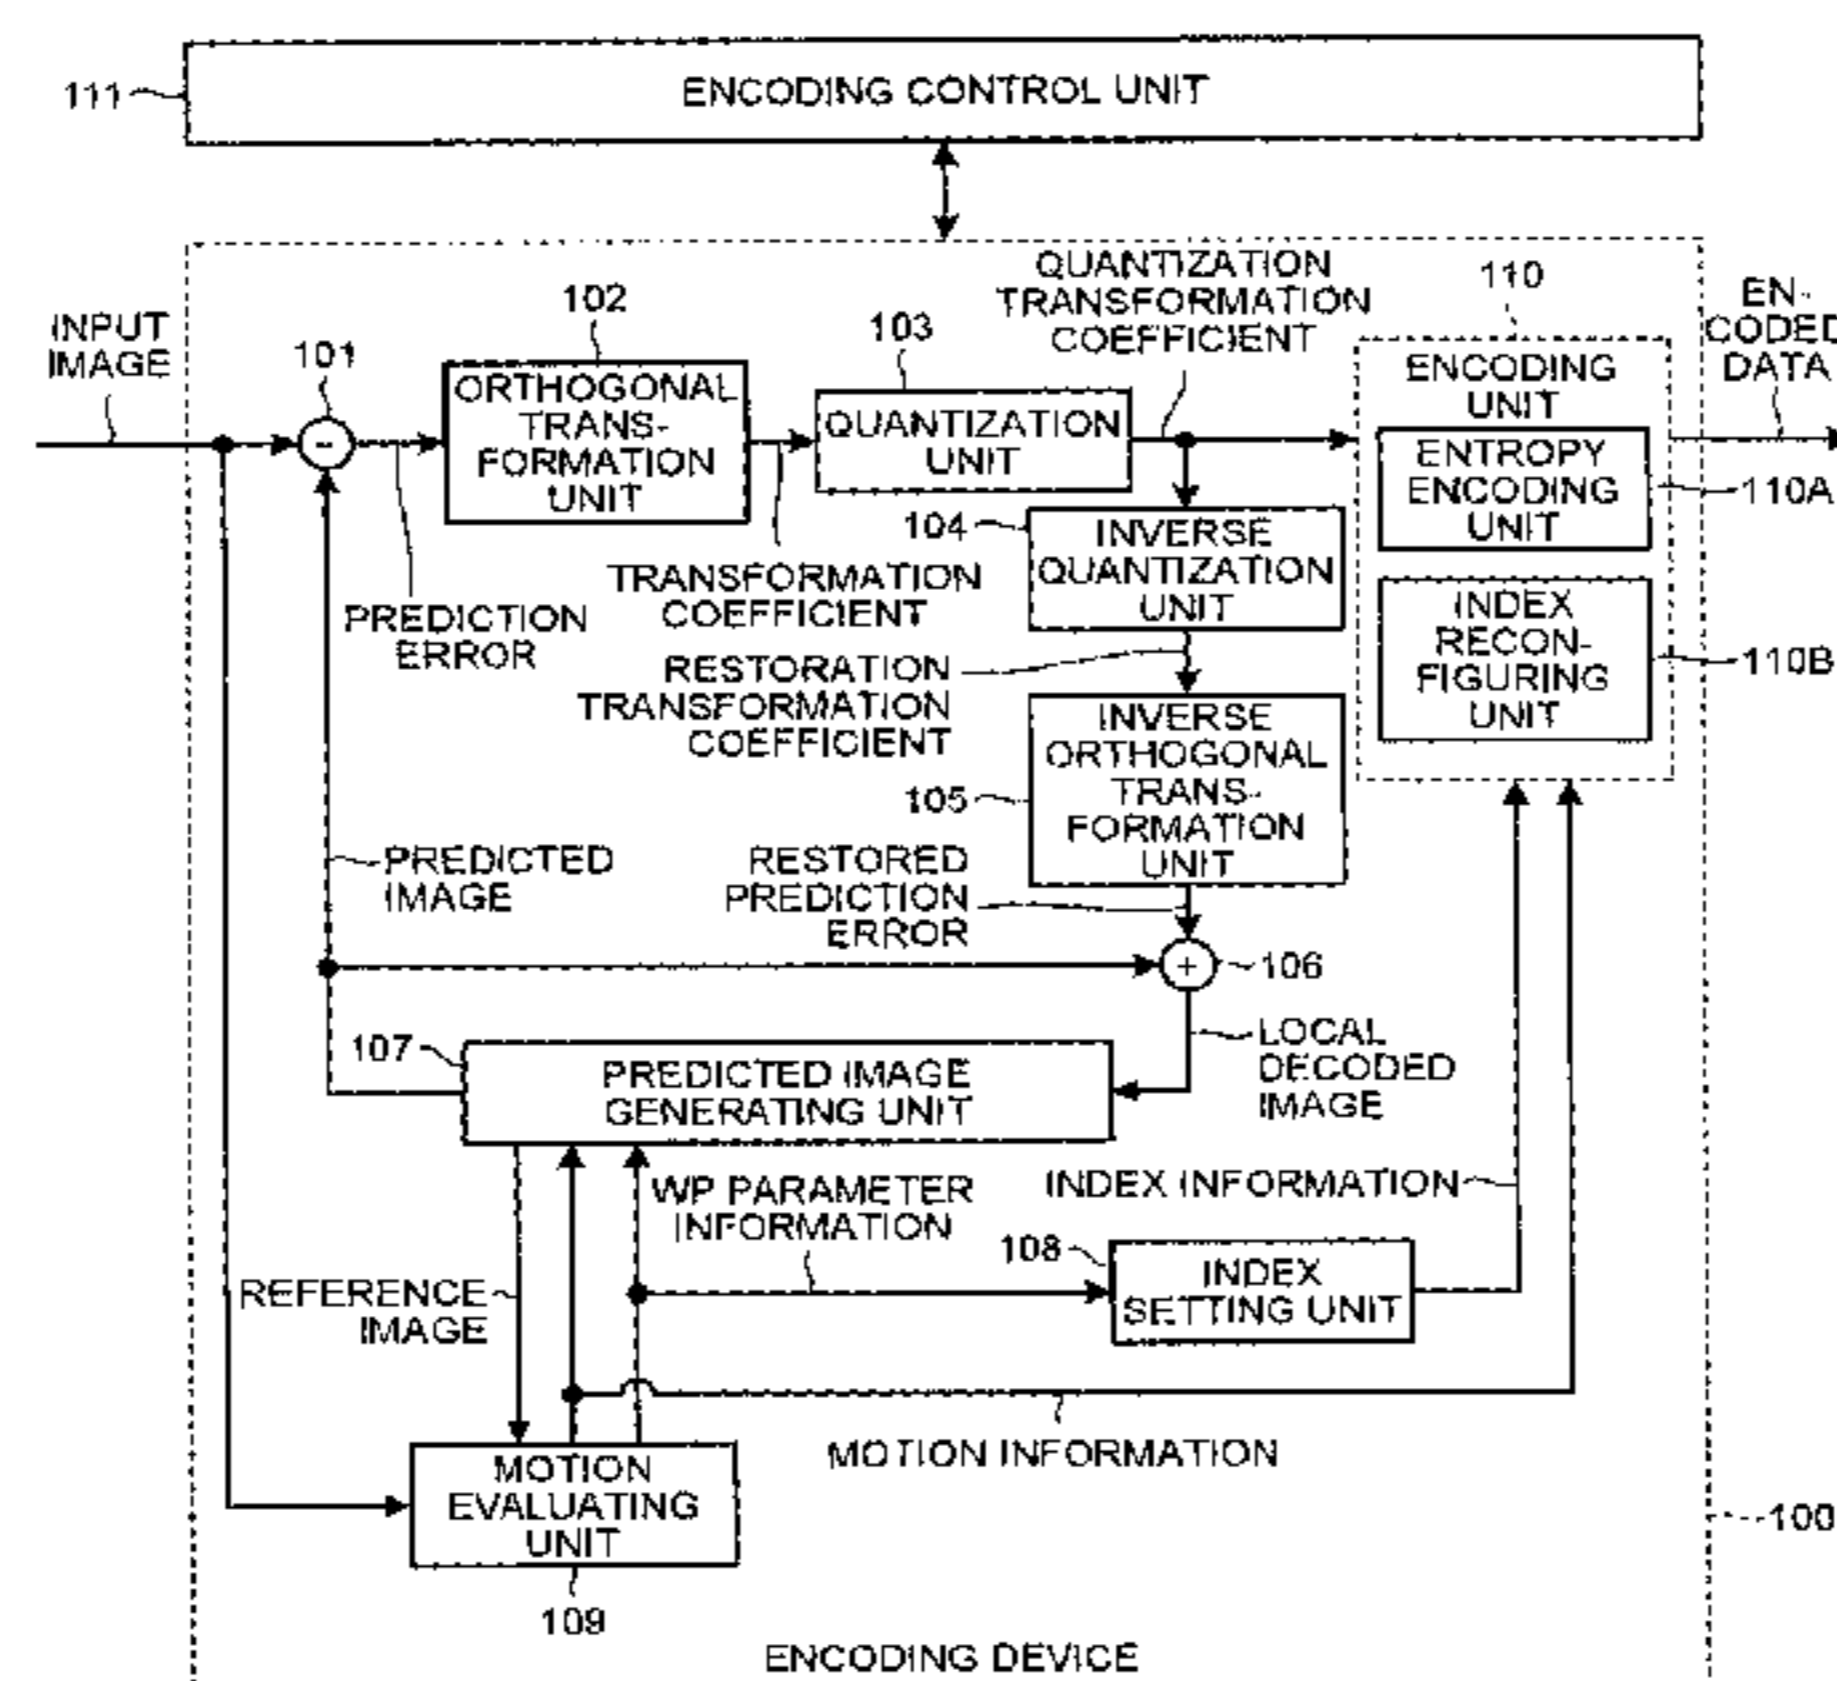 111
ENCODING CONTROL UNIT
INPUT
IMAGE
101
102
ORTHOGONAL
TRANS-
FORMATION
UNIT
103
QUANTIZATION
UNIT
QUANTIZATION
TRANSFORMATION
COEFFICIENT
110
ENCODING
UNIT
EN-
CODED
DATA
ENTROPY
ENCODING
UNIT
110A
INDEX
RECON-
FIGURING
UNIT
110B
-
PREDICTION
ERROR
TRANSFORMATION
COEFFICIENT
104
INVERSE
QUANTIZATION
UNIT
RESTORATION
TRANSFORMATION
COEFFICIENT
105
INVERSE
ORTHOGONAL
TRANS-
FORMATION
UNIT
PREDICTED
IMAGE
RESTORED
PREDICTION
ERROR
+
106
107
PREDICTED IMAGE
GENERATING UNIT
LOCAL
DECODED
IMAGE
WP PARAMETER
INFORMATION
INDEX INFORMATION
108
INDEX
SETTING UNIT
REFERENCE
IMAGE
MOTION INFORMATION
MOTION
EVALUATING
UNIT
109
100
ENCODING DEVICE